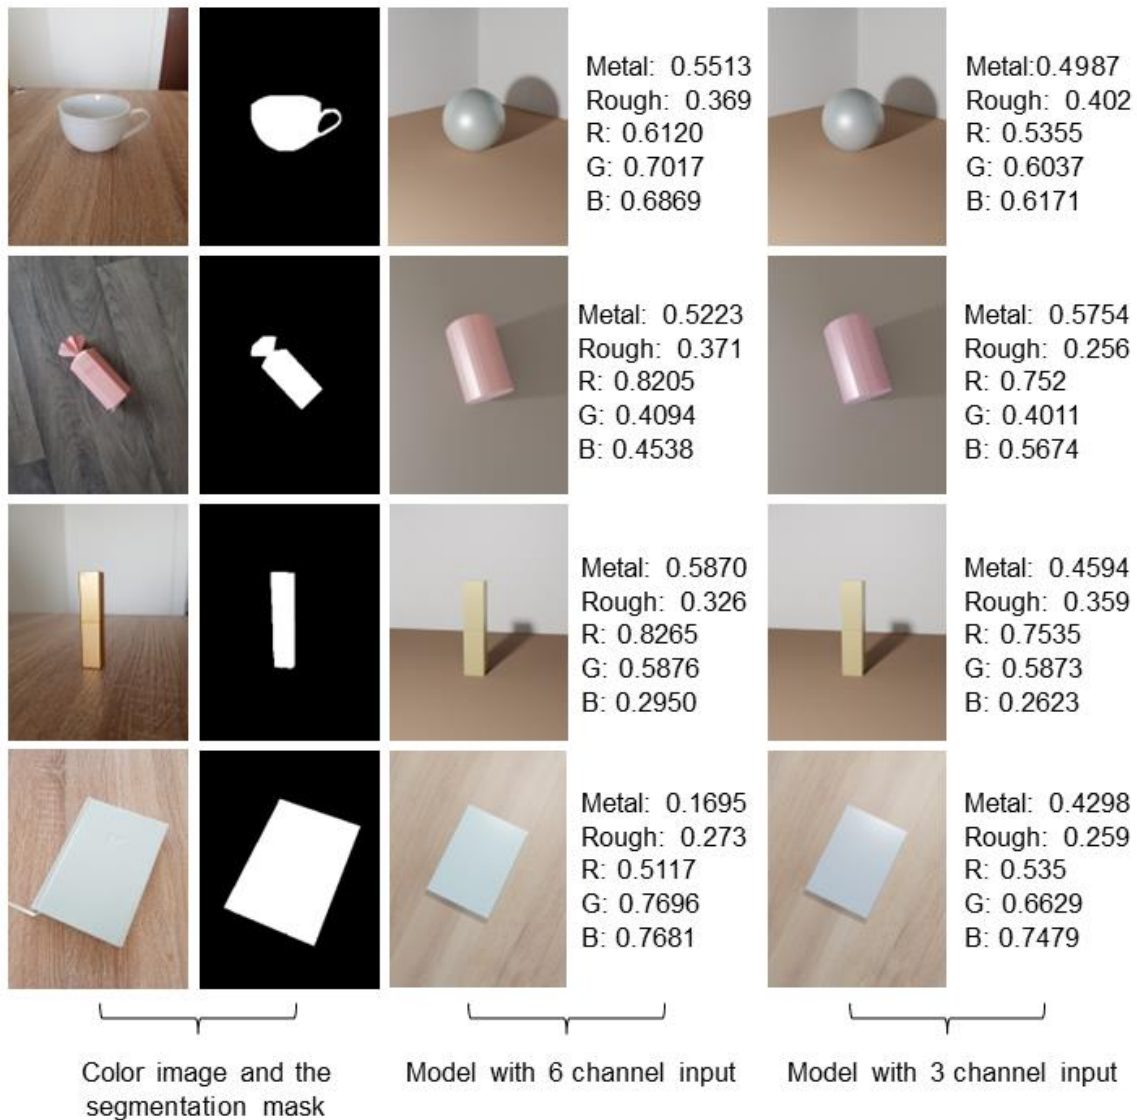 Metal: 0.5513
Rough: 0.369
R: 0.6120
G: 0.7017
B: 0.6869
Metal:0.4987
Rough: 0.402
R: 0.5355
G: 0.6037
B: 0.6171
Metal: 0.5223
Rough: 0.371
R: 0.8205
G: 0.4094
B: 0.4538
Metal: 0.5754
Rough: 0.256
R: 0.752
G: 0.4011
B: 0.5674
Metal: 0.5870
Rough: 0.326
R: 0.8265
G: 0.5876
B: 0.2950
Metal: 0.4594
Rough: 0.359
R: 0.7535
G: 0.5873
B: 0.2623
Metal: 0.1695
Rough: 0.273
R: 0.5117
G: 0.7696
B: 0.7681
Metal: 0.4298
Rough: 0.259
R: 0.535
G: 0.6629
B: 0.7479
Color image and the
segmentation mask
Model with 6 channel input
Model with 3 channel input